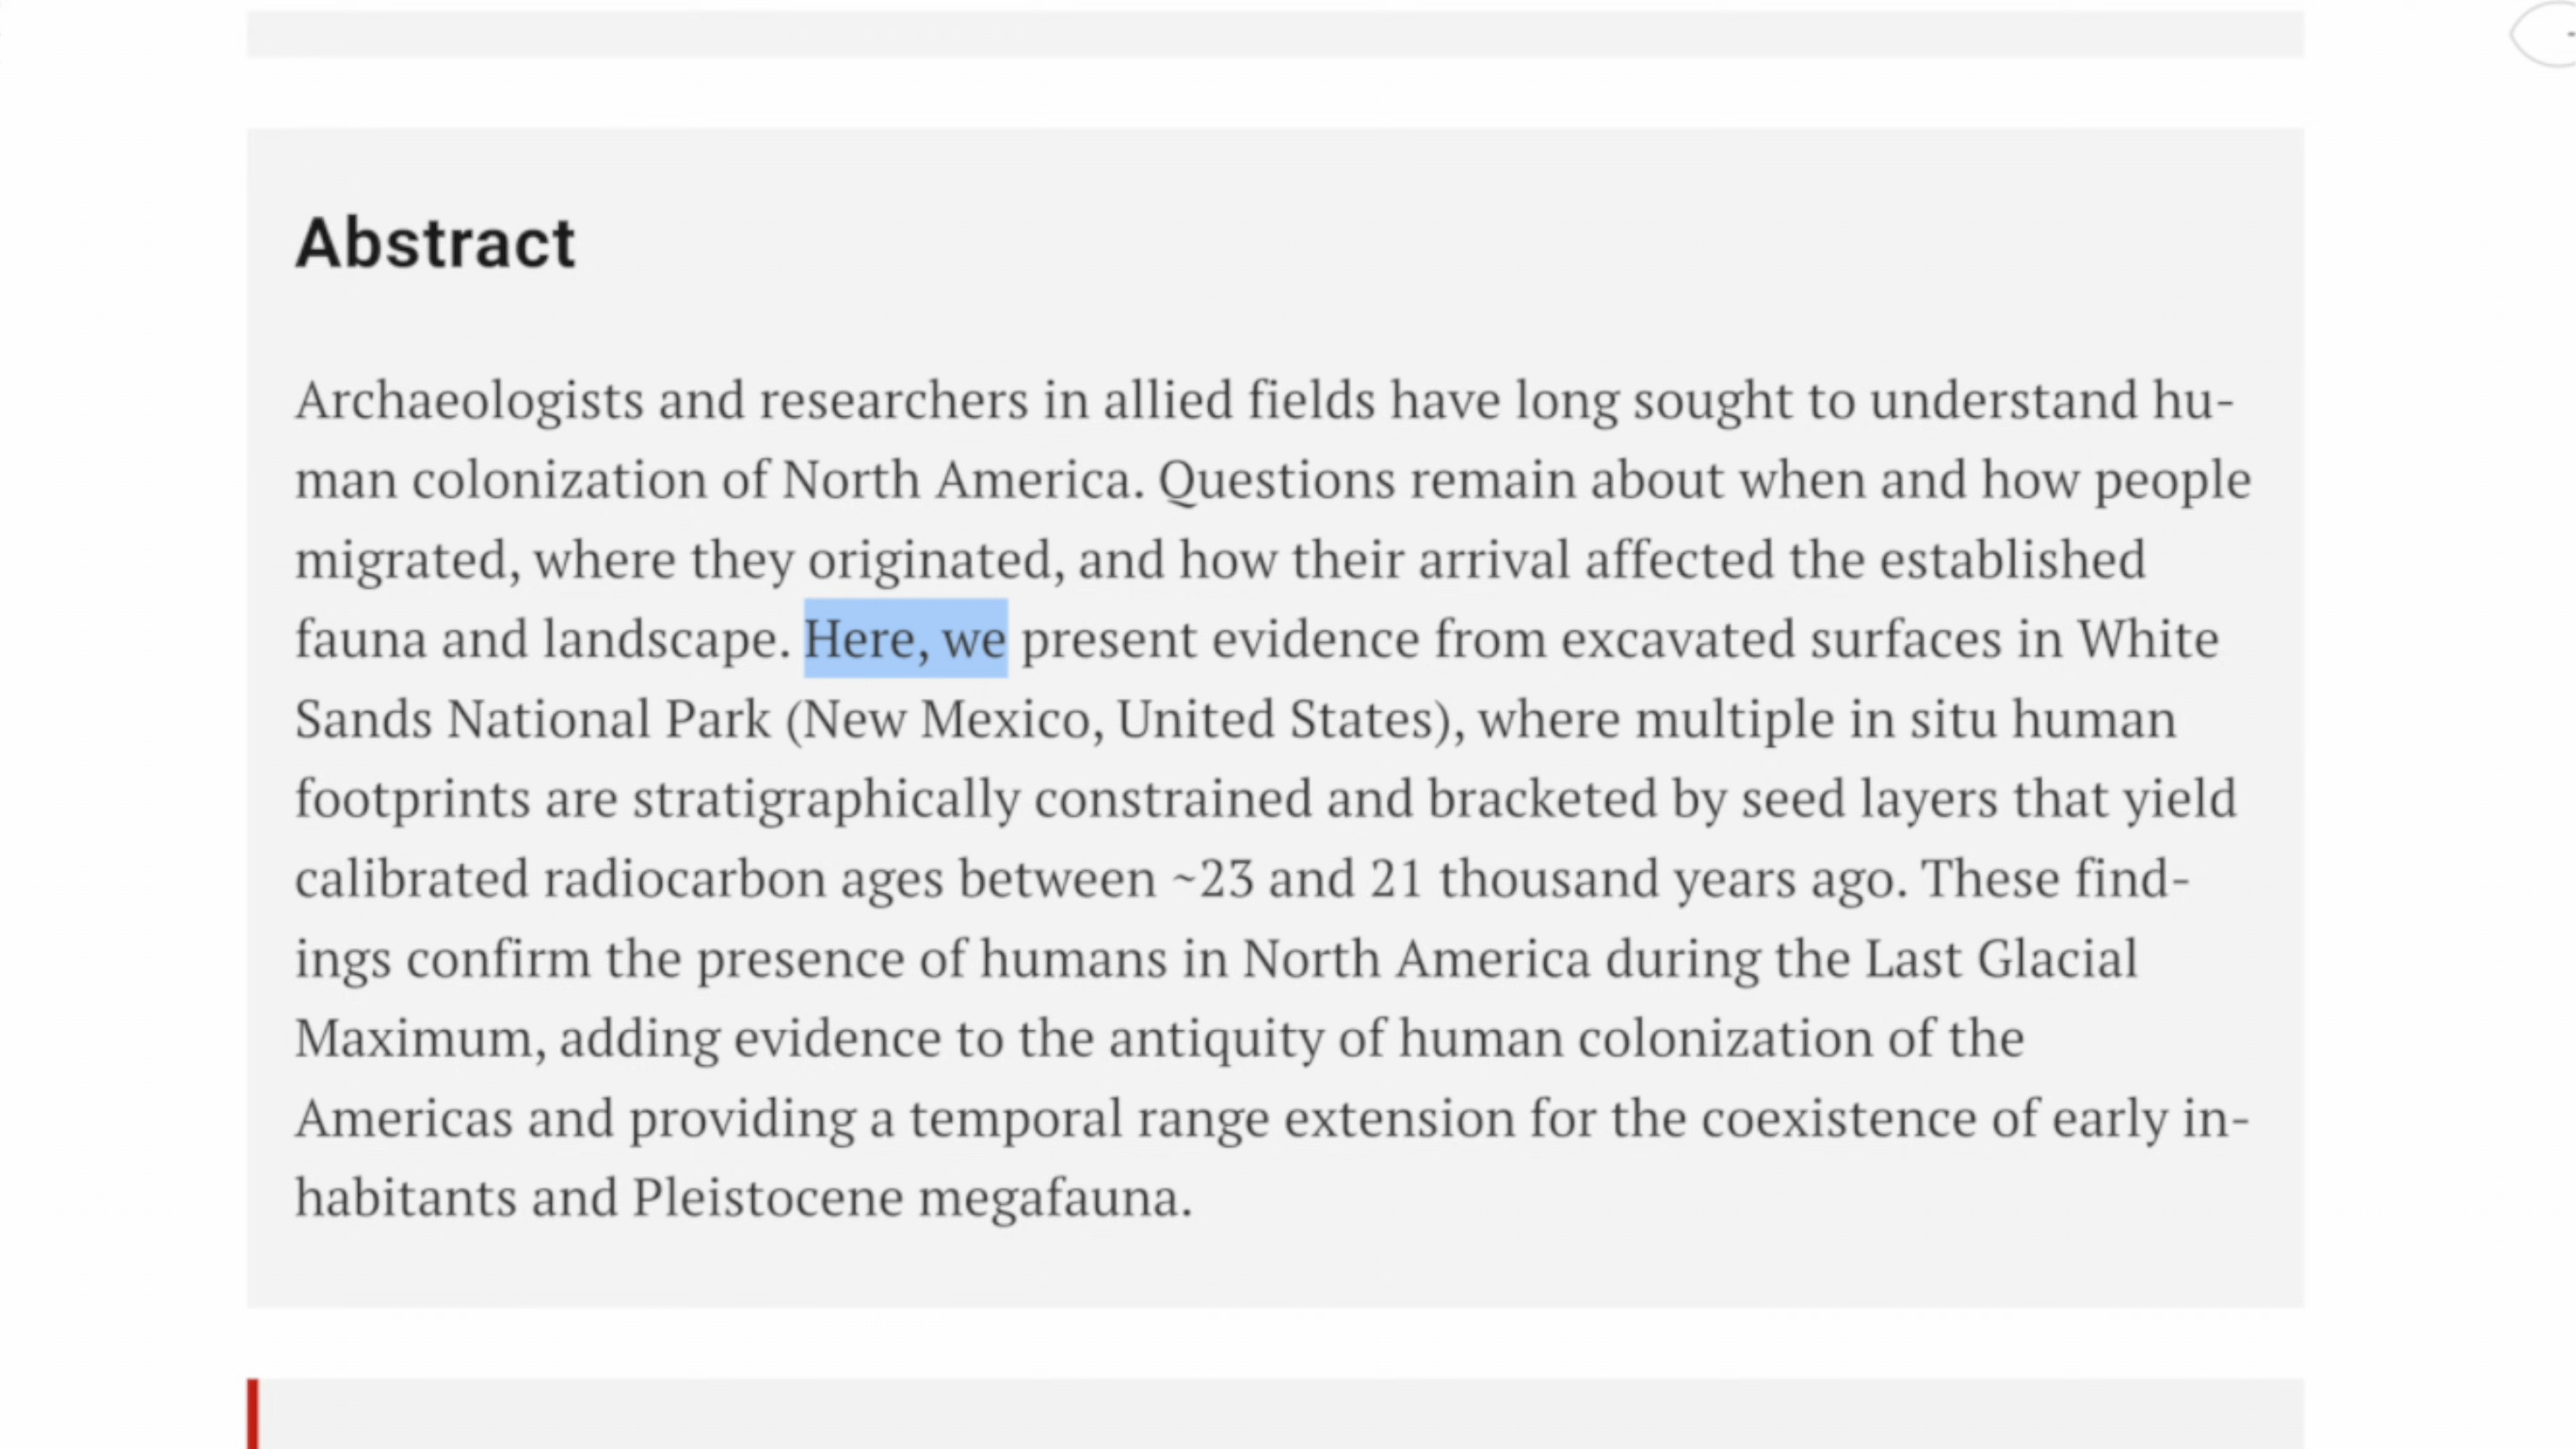 Abstract
Archaeologists and researchers in allied fields have long sought to understand hu-
man colonization of North America. Questions remain about when and how people
migrated, where they originated, and how their arrival affected the established
fauna and landscape. Here, we present evidence from excavated surfaces in White
Sands National Park (New Mexico, United States), where multiple in situ human
footprints are stratigraphically constrained and bracketed by seed layers that yield
calibrated radiocarbon ages between ~23 and 21 thousand years ago. These find-
ings confirm the presence of humans in North America during the Last Glacial
Maximum, adding evidence to the antiquity of human colonization of the
Americas and providing a temporal range extension for the coexistence of early in-
habitants and Pleistocene megafauna.